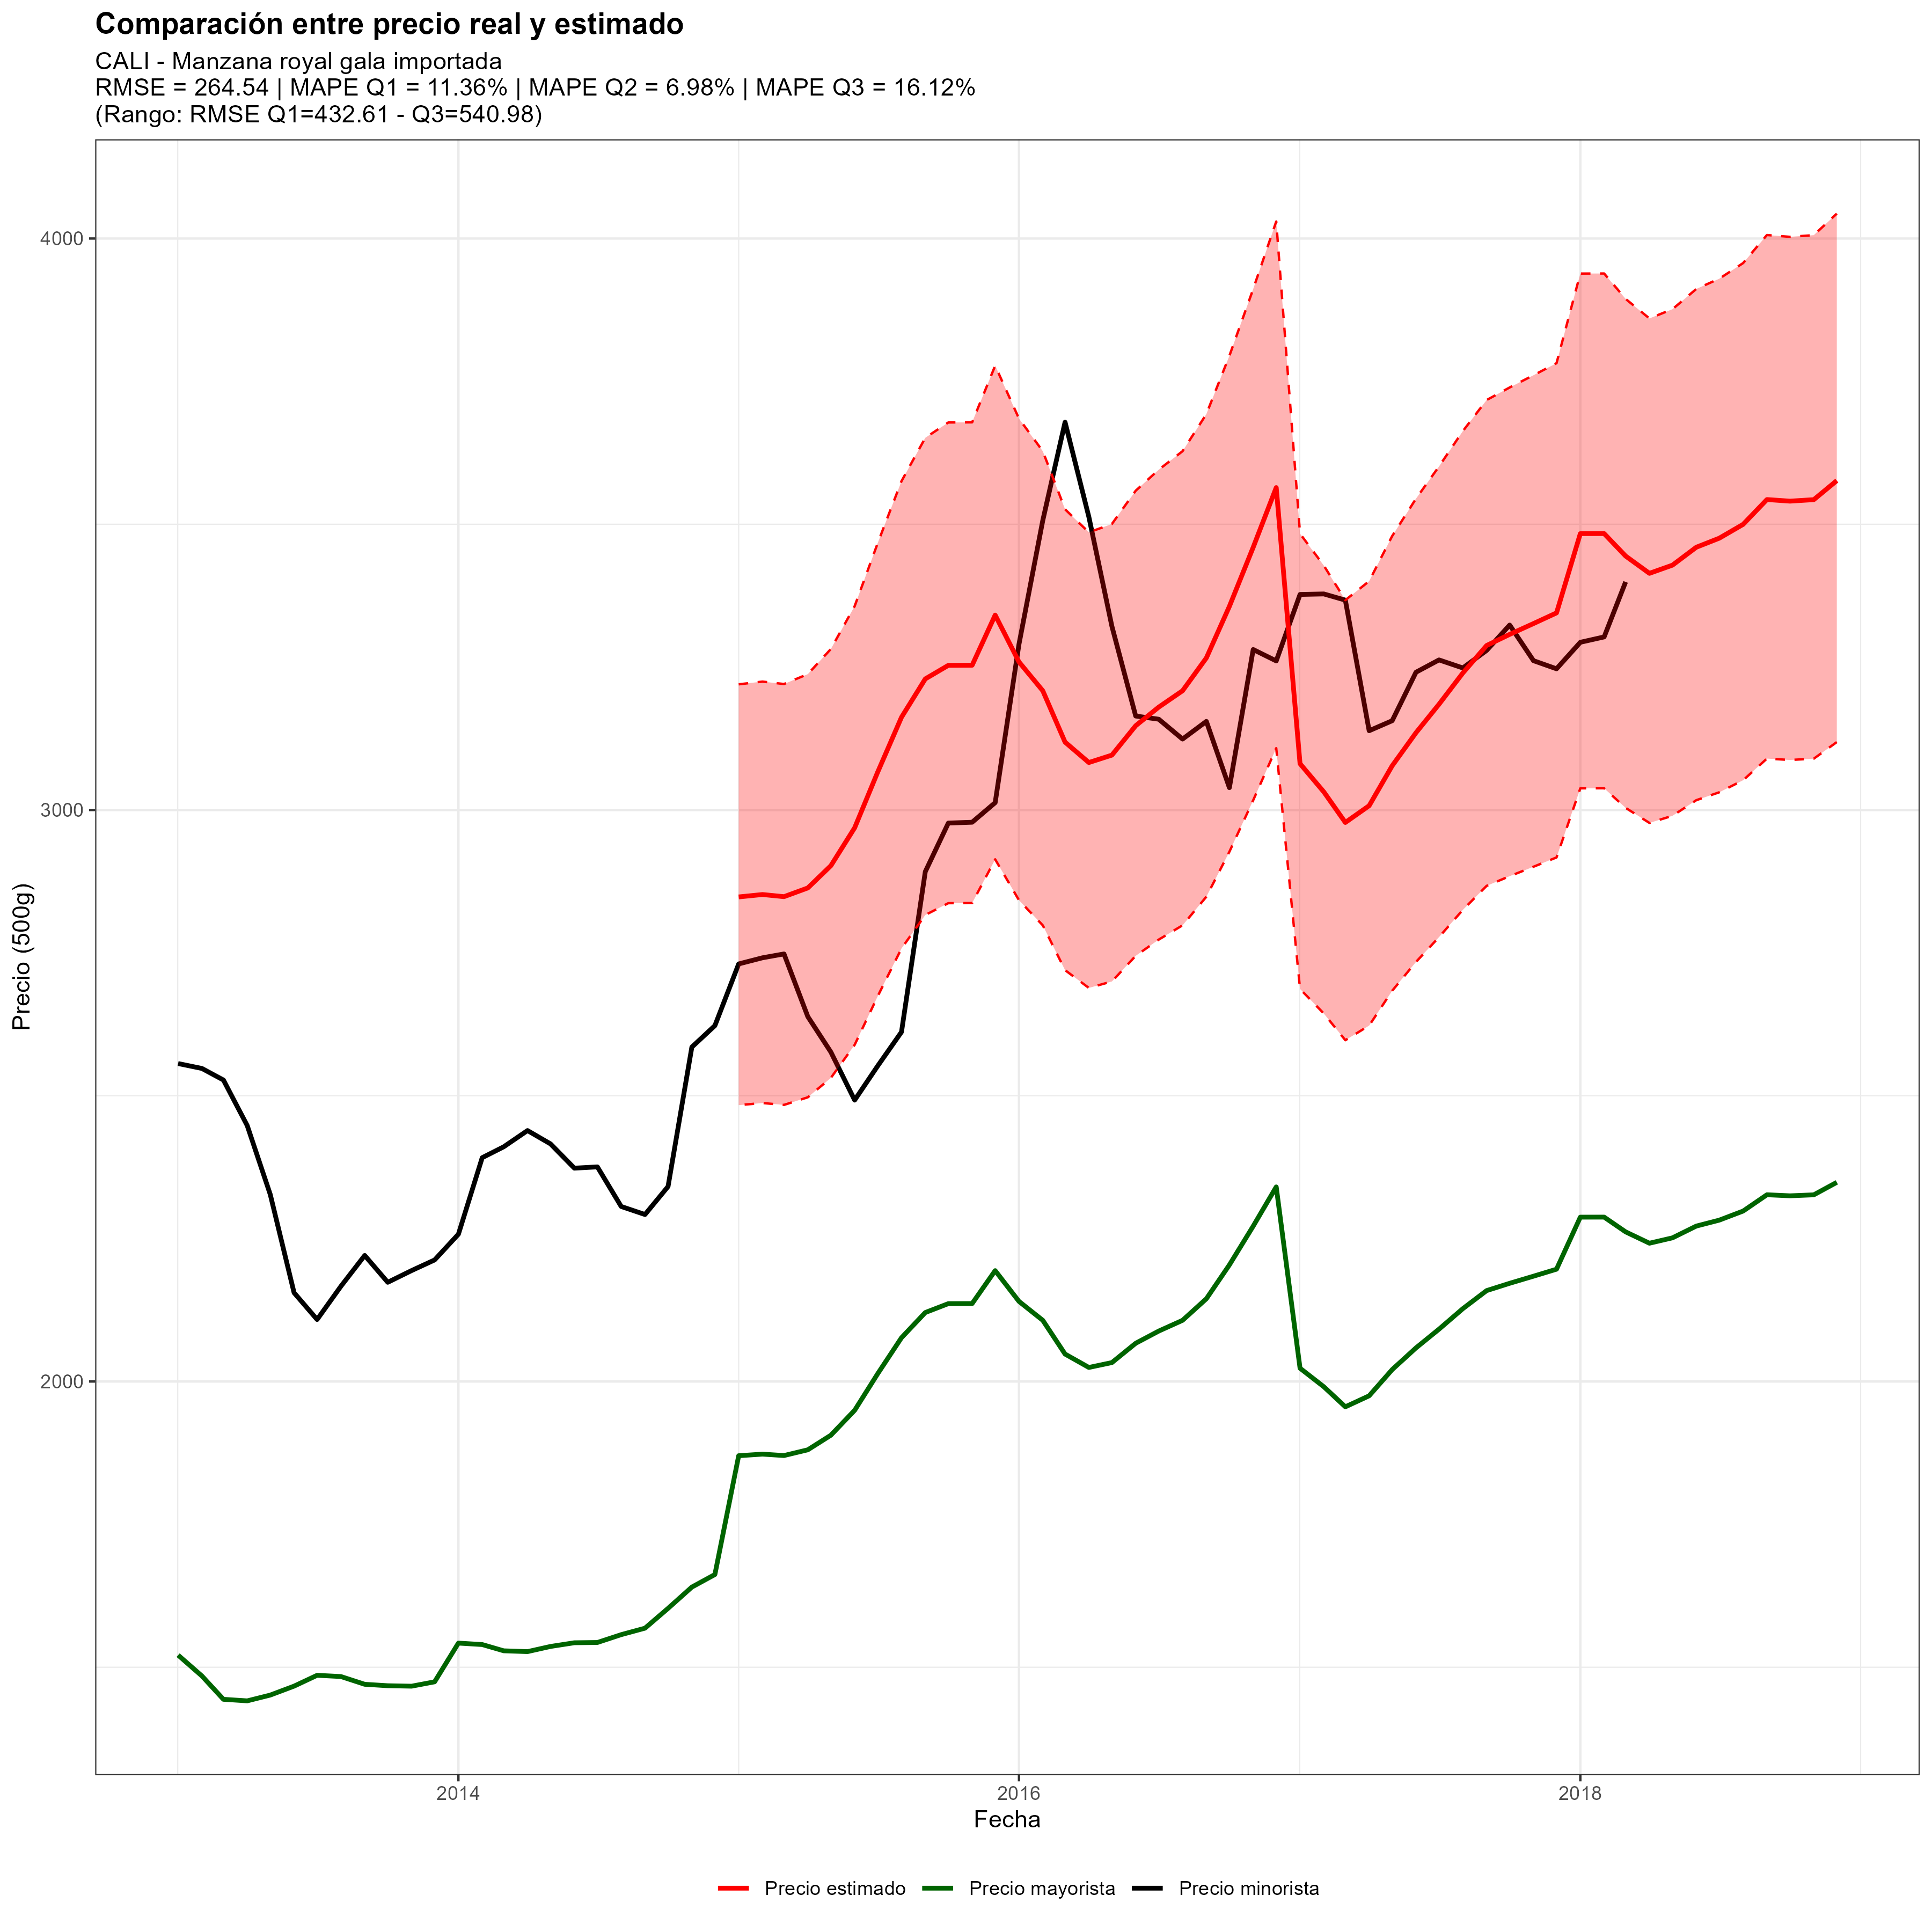 Comparación entre precio real y estimado
CALI - Manzana royal gala importada
RMSE = 264.54 | MAPE Q1 = 11.36% | MAPE Q2 = 6.98% | MAPE Q3 = 16.12%
(Rango: RMSE Q1=432.61 - Q3=540.98)
Precio (500g)
4000
3000
2000
2014
2016
2018
Fecha
Precio estimado
Precio mayorista
Precio minorista